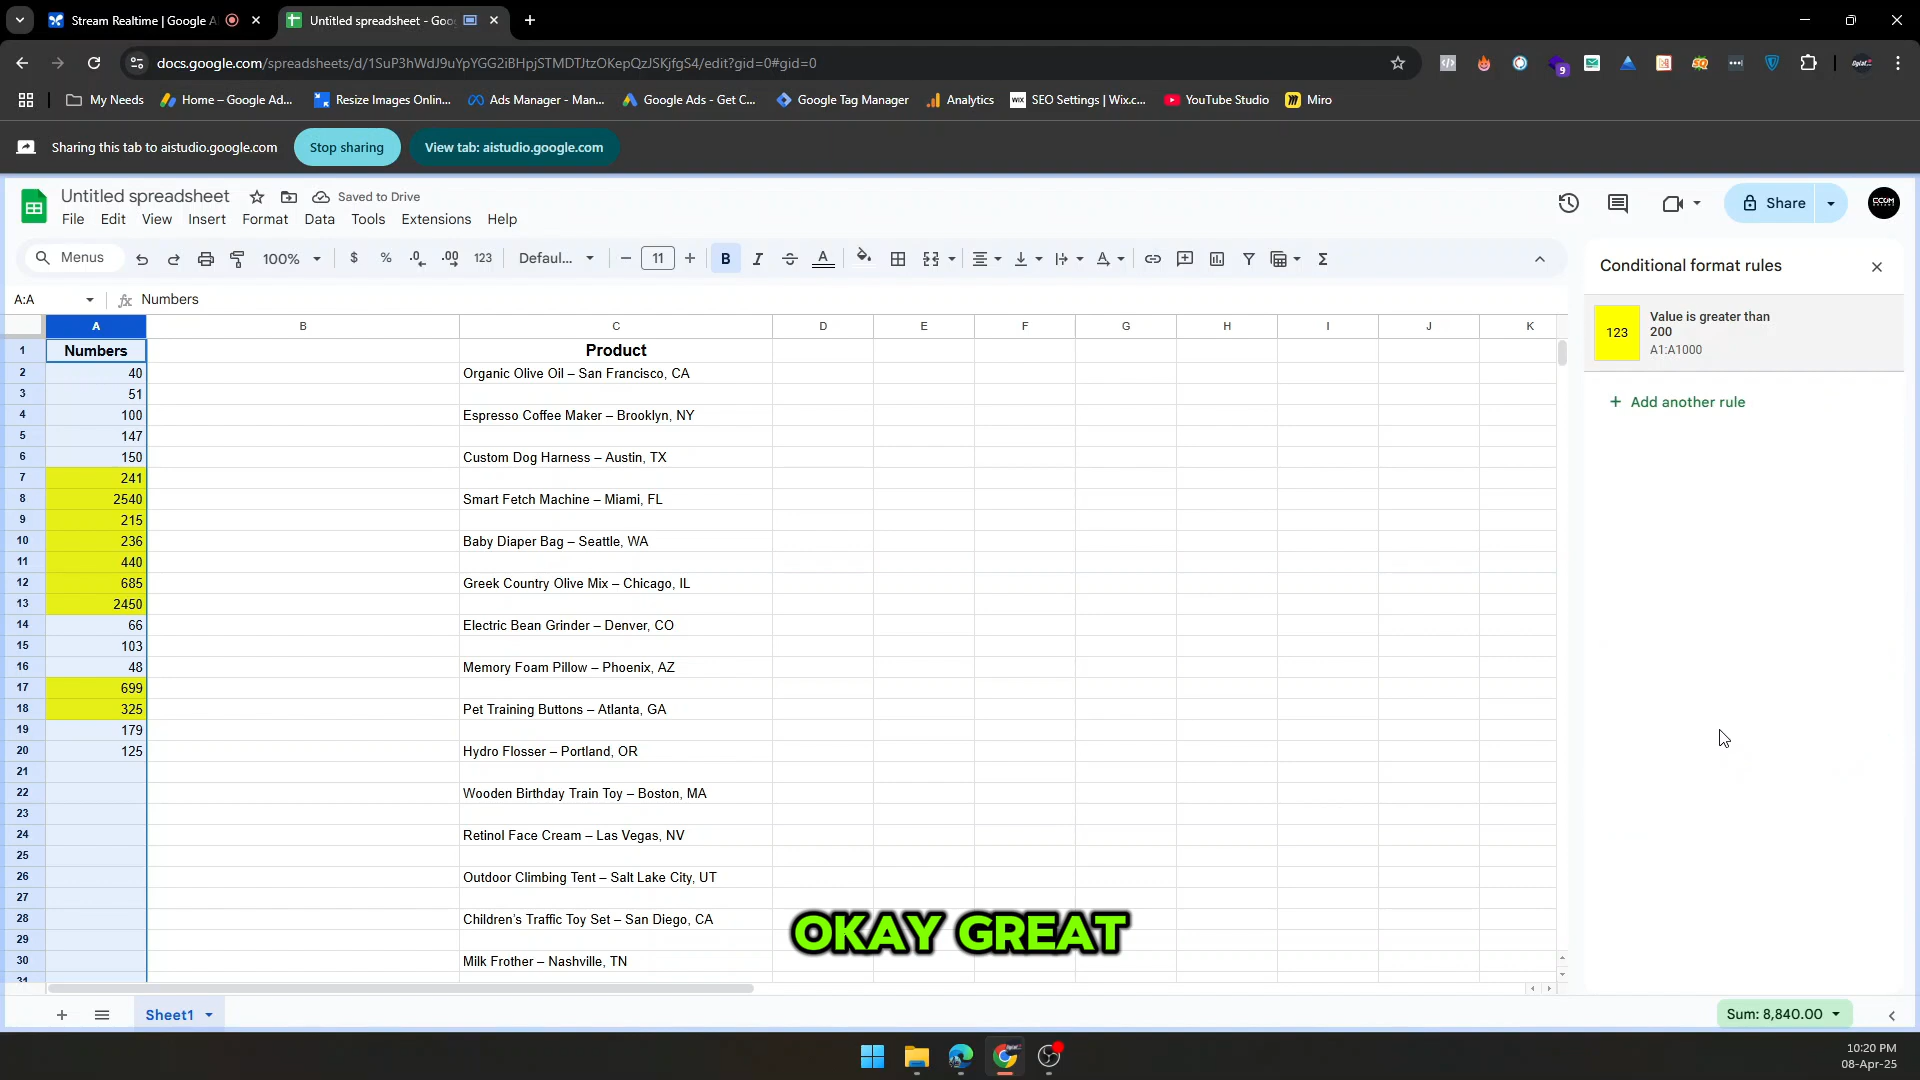 Stream Realtime | Google A
Untitled spreadsheet - Goo
docs.google.com/spreadsheets/d/1SuP3hWdJ9uYpYGG2iBHpjSTMDTJtzOKepQzJSKjfgS4/edit?gid=0#gid=0
9
My Needs
Home – Google Ad...
Resize Images Onlin...
Ads Manager - Man...
Google Ads - Get C...
Google Tag Manager
Analytics
WIX
SEO Settings | Wix.c...
YouTube Studio
Miro
Sharing this tab to aistudio.google.com
Stop sharing
View tab: aistudio.google.com
Untitled spreadsheet
Saved to Drive
File Edit View Insert Format Data Tools Extensions Help
Share
Menus
100%
$ % .0 .00 123
Defaul...
11
B I A
A:A
fx Numbers
A B C D E F G H I J K
1 Numbers Product
2 40 Organic Olive Oil – San Francisco, CA
3 51
4 100 Espresso Coffee Maker – Brooklyn, NY
5 147
6 150 Custom Dog Harness – Austin, TX
7 241
8 2540 Smart Fetch Machine – Miami, FL
9 215
10 236 Baby Diaper Bag – Seattle, WA
11 440
12 685 Greek Country Olive Mix – Chicago, IL
13 2450
14 66 Electric Bean Grinder – Denver, CO
15 103
16 48 Memory Foam Pillow – Phoenix, AZ
17 699
18 325 Pet Training Buttons – Atlanta, GA
19 179
20 125 Hydro Flosser – Portland, OR
21
22 Wooden Birthday Train Toy – Boston, MA
23
24 Retinol Face Cream – Las Vegas, NV
25
26 Outdoor Climbing Tent – Salt Lake City, UT
27
28 Children's Traffic Toy Set – San Diego, CA
29
30 Milk Frother – Nashville, TN
31
Conditional format rules
123
Value is greater than
200
A1:A1000
+ Add another rule
OKAY GREAT
Sheet1
Sum: 8,840.00
10:20 PM
08-Apr-25